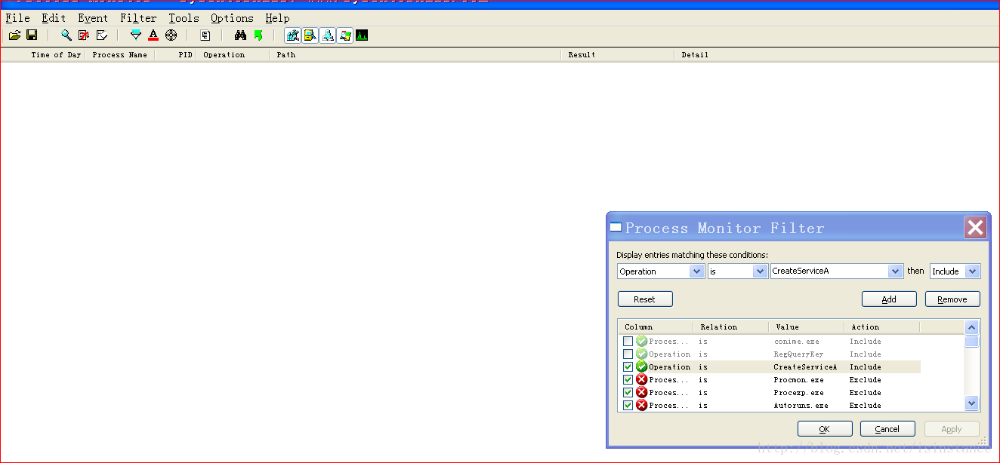 File Edit Event Filter Tools Options Help
Time of Day Process Name PID Operation Path Result Detail
Process Monitor Filter
Display entries matching these conditions:
Operation is CreateServiceA then Include
Reset Add Remove
Column Relation Value Action
Proces... is conime.exe Include
Operation is RegQueryKey Include
Operation is CreateServiceA Include
Proces... is Procmon.exe Exclude
Proces... is Procexp.exe Exclude
Proces... is Autoruns.exe Exclude
OK Cancel Apply
http://blog.csdn.net/isinstance